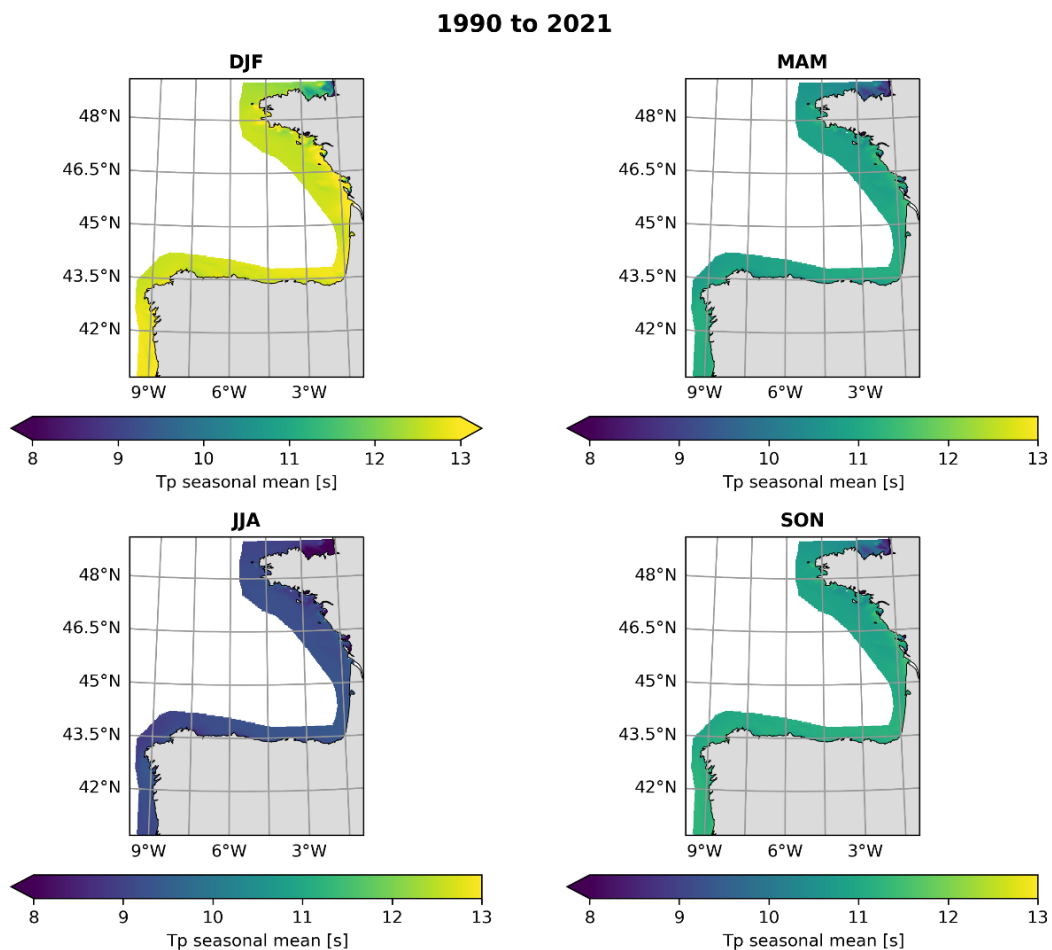 1990 to 2021
DJF
48°N
46.5°N
45°N
43.5°N
42°N
9°W 6°W 3°W
8 9 10 11 12 13
Tp seasonal mean [s]
MAM
48°N
46.5°N
45°N
43.5°N
42°N
9°W 6°W 3°W
8 9 10 11 12 13
Tp seasonal mean [s]
JJA
48°N
46.5°N
45°N
43.5°N
42°N
9°W 6°W 3°W
8 9 10 11 12 13
Tp seasonal mean [s]
SON
48°N
46.5°N
45°N
43.5°N
42°N
9°W 6°W 3°W
8 9 10 11 12 13
Tp seasonal mean [s]